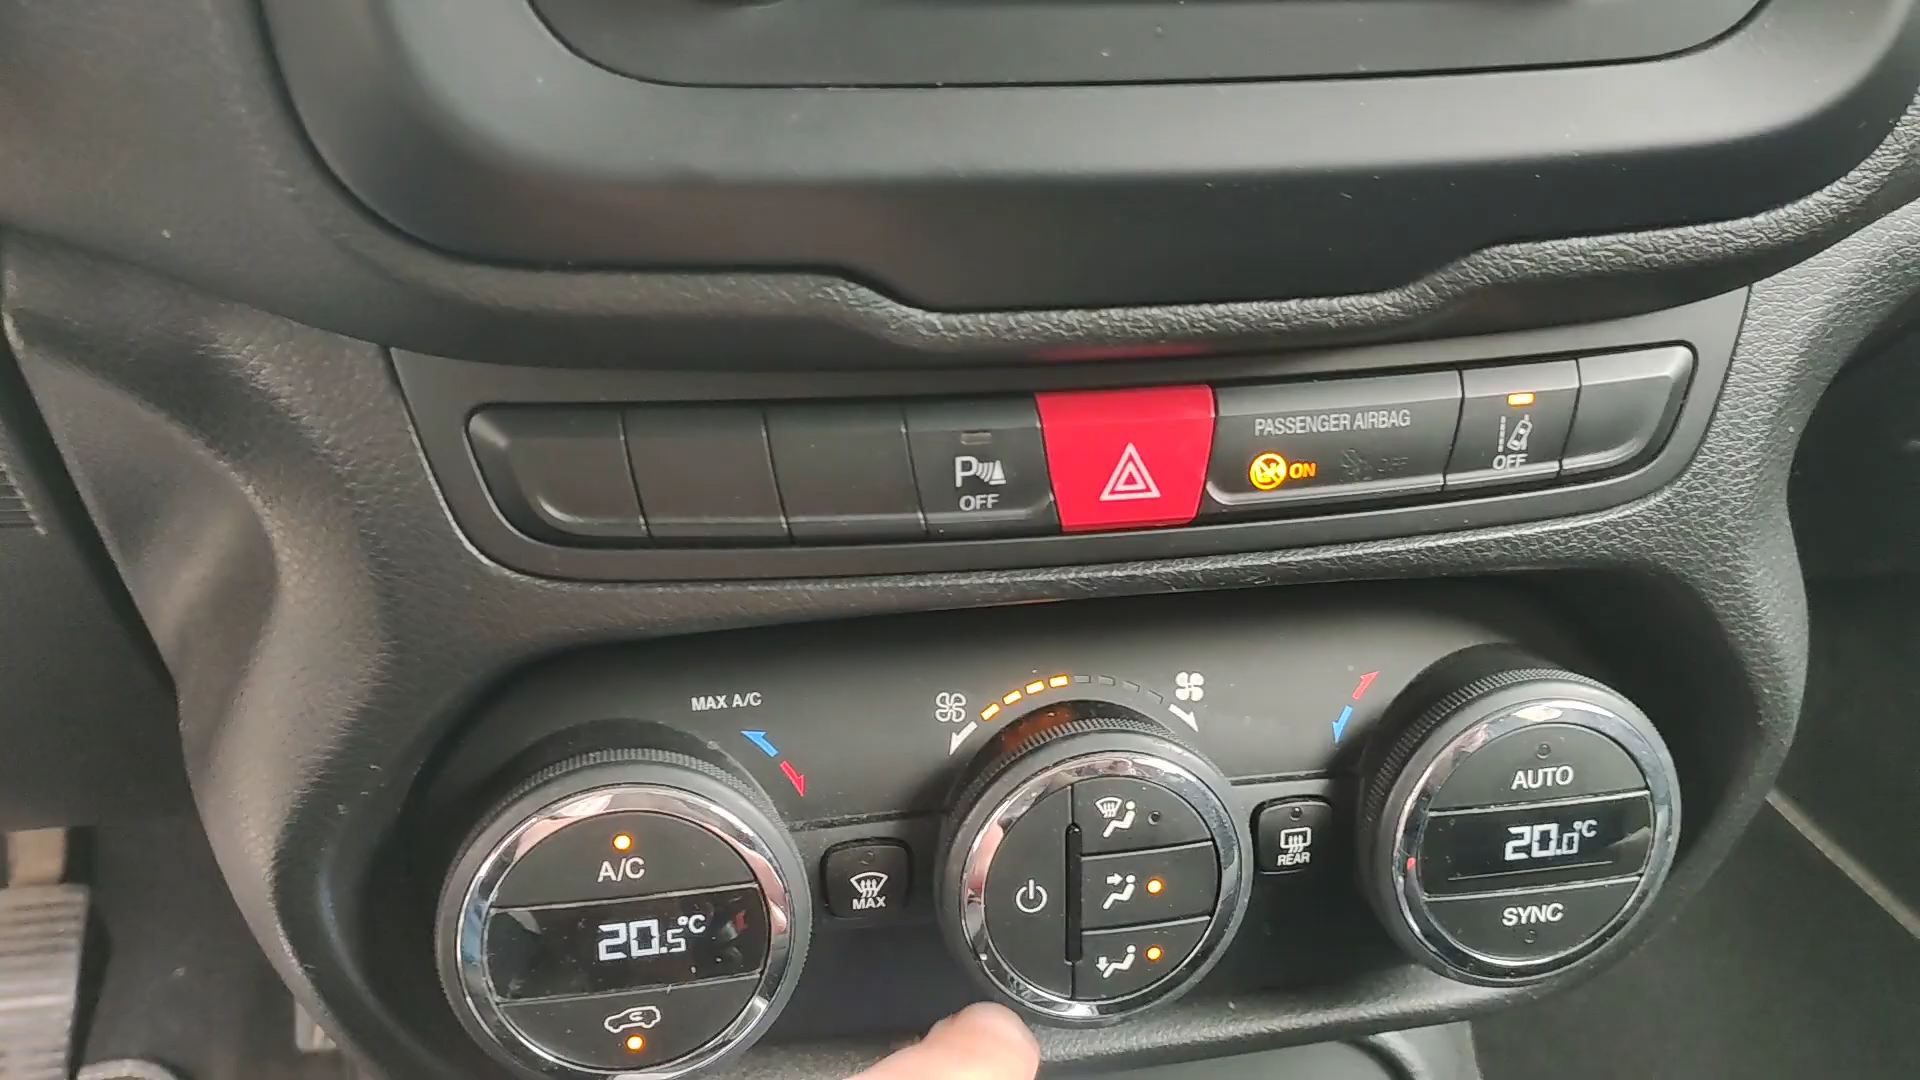 P OFF
PASSENGER AIRBAG
ON OFF
OFF
MAX A/C
A/C
20.5°C
MAX
REAR
AUTO
20.0°C
SYNC